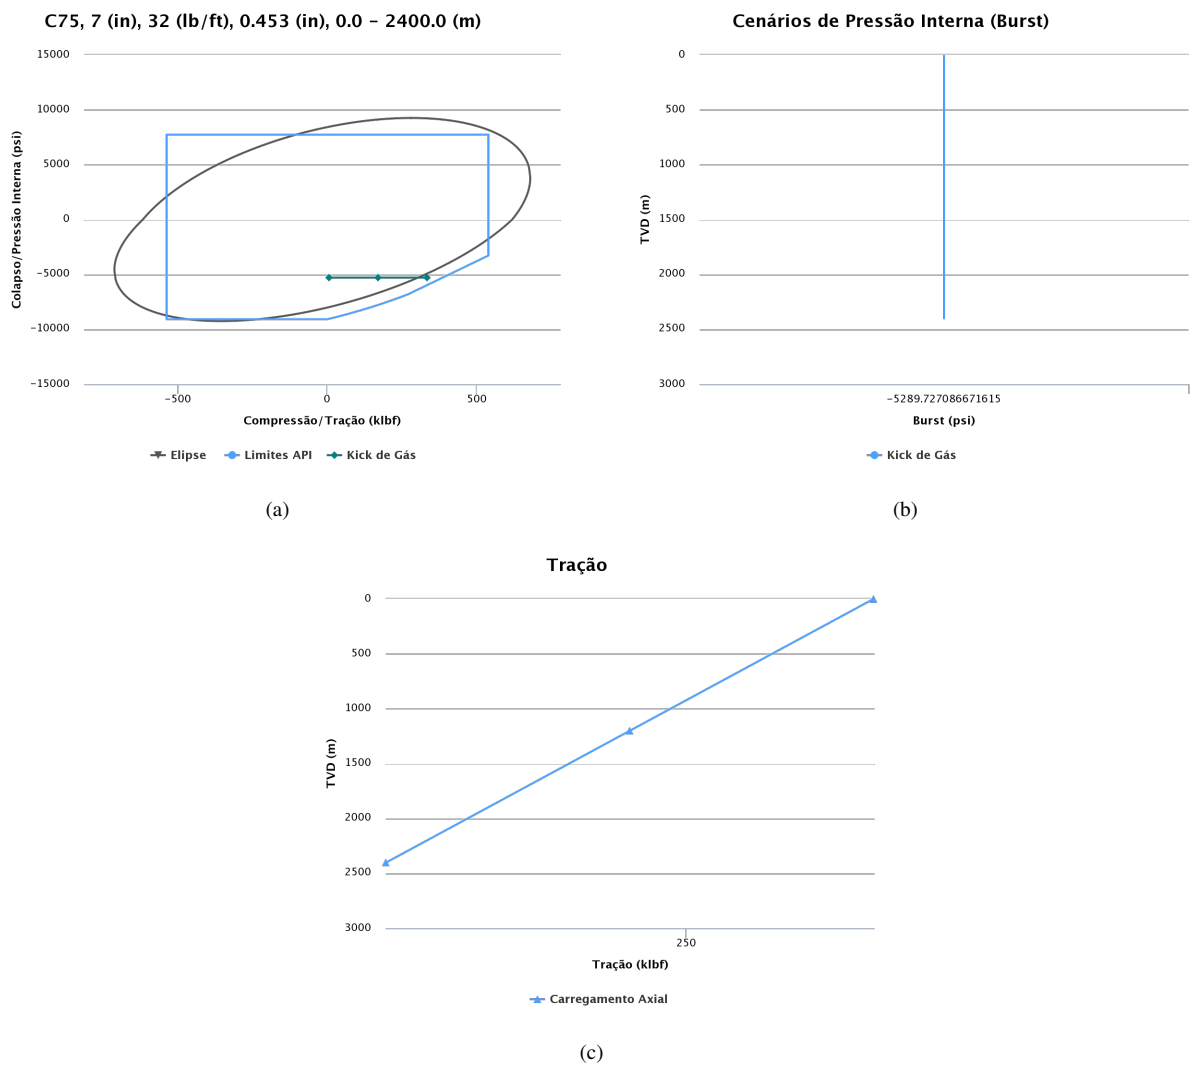 C75, 7 (in), 32 (lb/ft), 0.453 (in), 0.0 - 2400.0 (m)
15000
10000
5000
0
-5000
-10000
-15000
Colapso/Pressão Interna (psi)
-500
0
500
Compressão/Tração (klbf)
Elipse
Limites API
Kick de Gás
(a)
Cenários de Pressão Interna (Burst)
0
500
1000
1500
2000
2500
3000
TVD (m)
-5289.727086671615
Burst (psi)
Kick de Gás
(b)
Tração
0
500
1000
1500
2000
2500
3000
TVD (m)
250
Tração (klbf)
Carregamento Axial
(c)